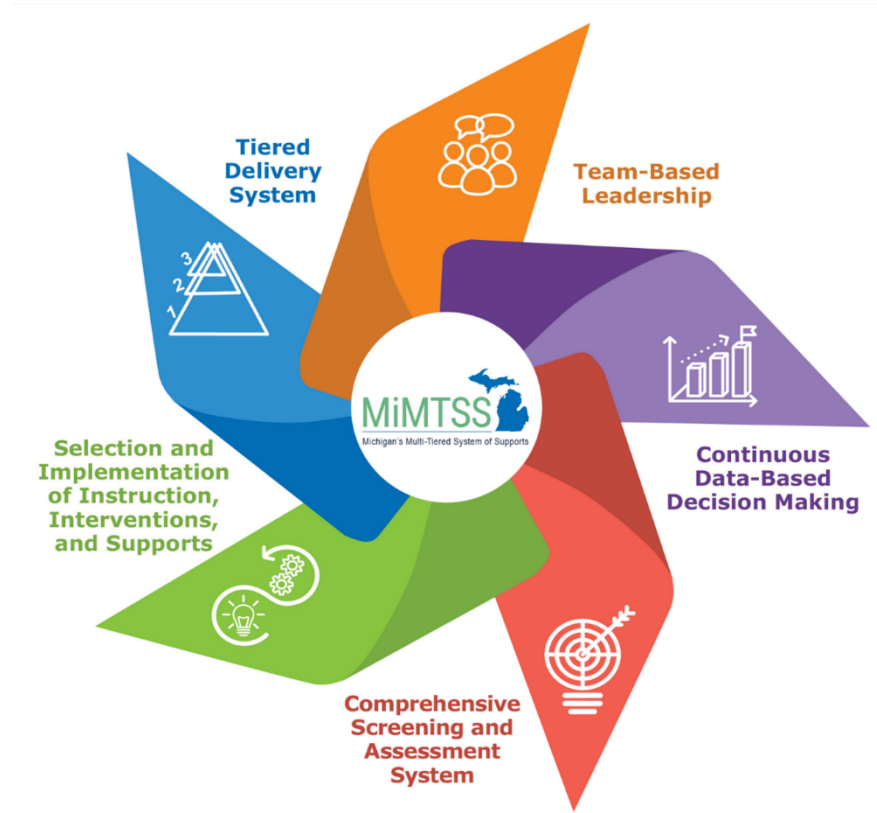 Tiered
Delivery
System
Team-Based
Leadership
3
2
1
MiMTSS
Michigan's Multi-Tiered System of Supports
Selection and
Implementation
of Instruction,
Interventions,
and Supports
Continuous
Data-Based
Decision Making
Comprehensive
Screening and
Assessment
System